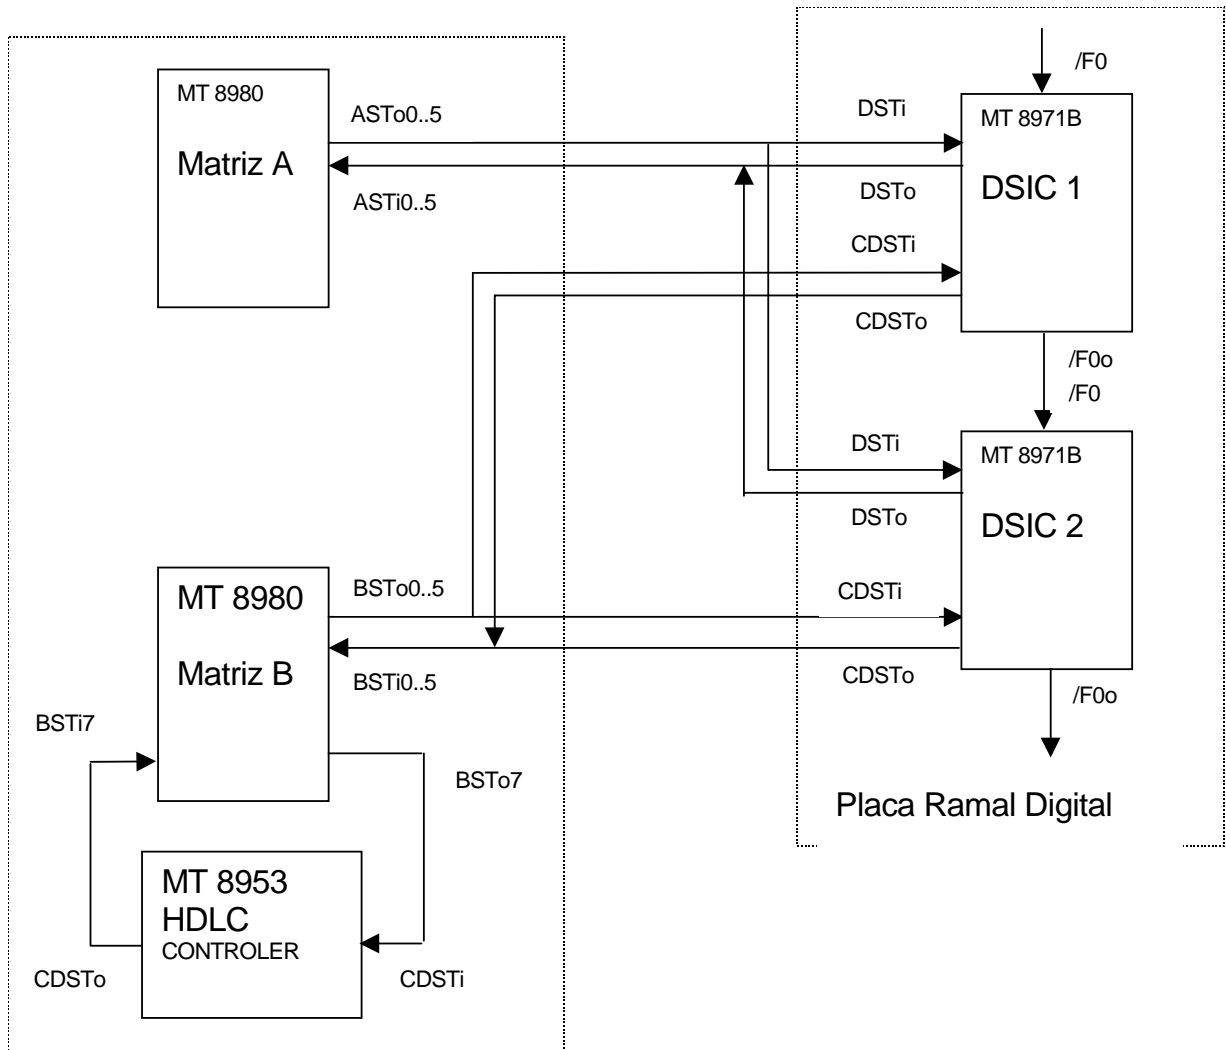 /F0
MT 8980
Matriz A
ASTo0..5
ASTi0..5
DSTi
DSTo
CDSTi
CDSTo
MT 8971B
DSIC 1
/F0o
/F0
DSTi
DSTo
CDSTi
CDSTo
MT 8971B
DSIC 2
/F0o
MT 8980
Matriz B
BSTo0..5
BSTi0..5
BSTi7
BSTo7
Placa Ramal Digital
MT 8953
HDLC
CONTROLER
CDSTo
CDSTi